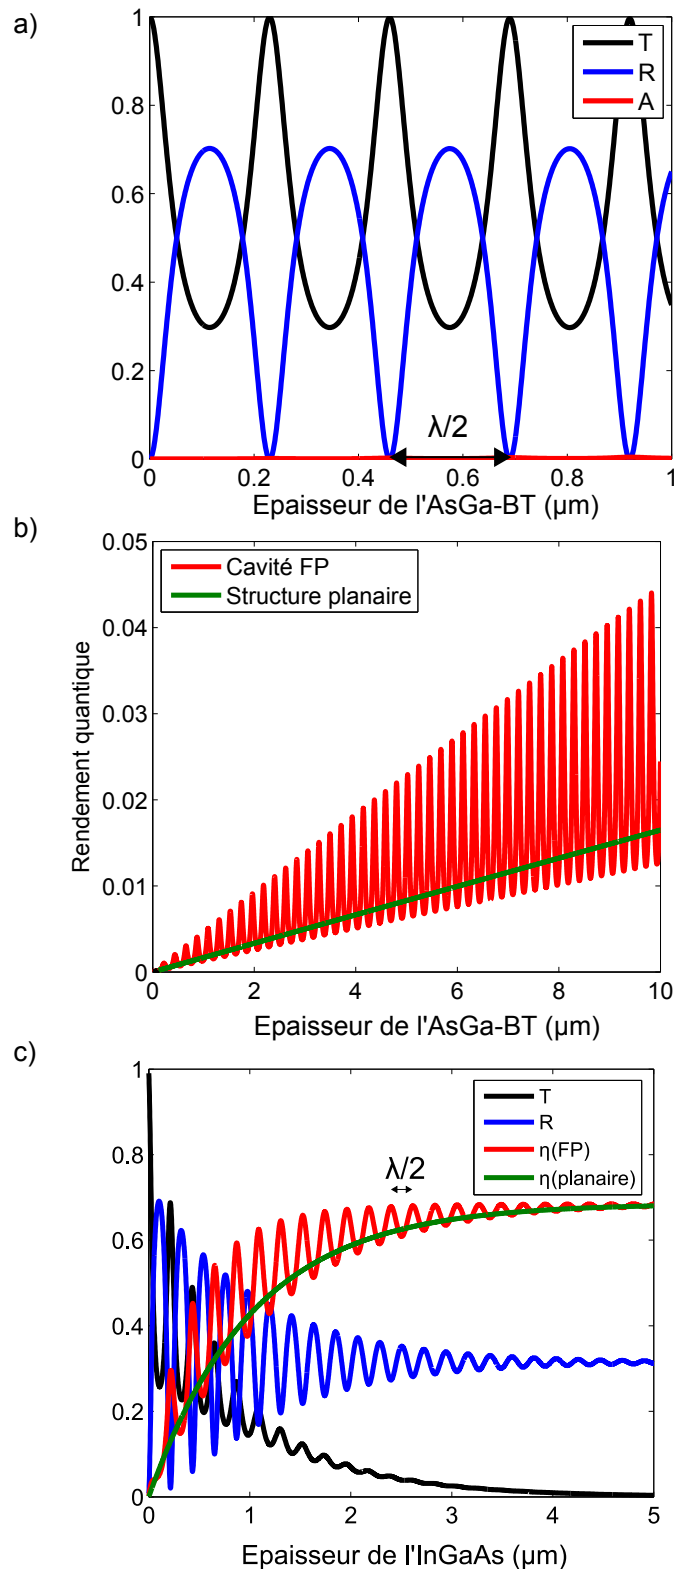 a)
1
0.8
0.6
0.4
0.2
0
T
R
A
λ/2
0 0.2 0.4 0.6 0.8 1
Epaisseur de l'AsGa-BT (µm)
b)
0.05
0.04
0.03
0.02
0.01
0
Rendement quantique
Cavité FP
Structure planaire
0 2 4 6 8 10
Epaisseur de l'AsGa-BT (µm)
c)
1
0.8
0.6
0.4
0.2
0
T
R
η(FP)
η(planaire)
λ/2
0 1 2 3 4 5
Epaisseur de l'InGaAs (µm)